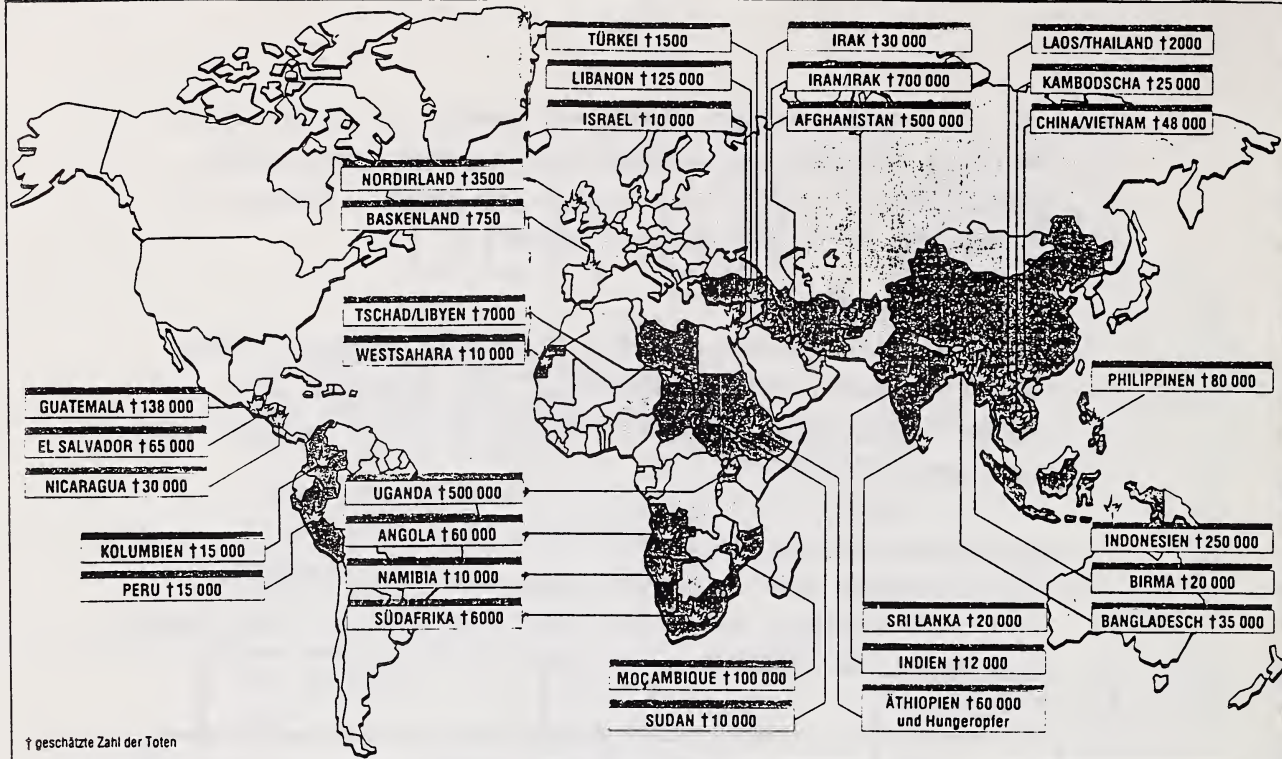 TÜRKEI †1500
LIBANON †125 000
ISRAEL †10 000
IRAK †30 000
IRAN/IRAK †700 000
AFGHANISTAN †500 000
LAOS/THAILAND †2000
KAMBODSCHA †25 000
CHINA/VIETNAM †48 000
NORDIRLAND †3500
BASKENLAND †750
TSCHAD/LIBYEN †7000
WESTSAHARA †10 000
GUATEMALA †138 000
EL SALVADOR †65 000
NICARAGUA †30 000
KOLUMBIEN †15 000
PERU †15 000
UGANDA †500 000
ANGOLA †60 000
NAMIBIA †10 000
SÜDAFRIKA †6000
MOÇAMBIQUE †100 000
SUDAN †10 000
PHILIPPINEN †80 000
INDONESIEN †250 000
BIRMA †20 000
BANGLADESCH †35 000
SRI LANKA †20 000
INDIEN †12 000
ÄTHIOPIEN †60 000
und Hungeropfer
† geschätzte Zahl der Toten